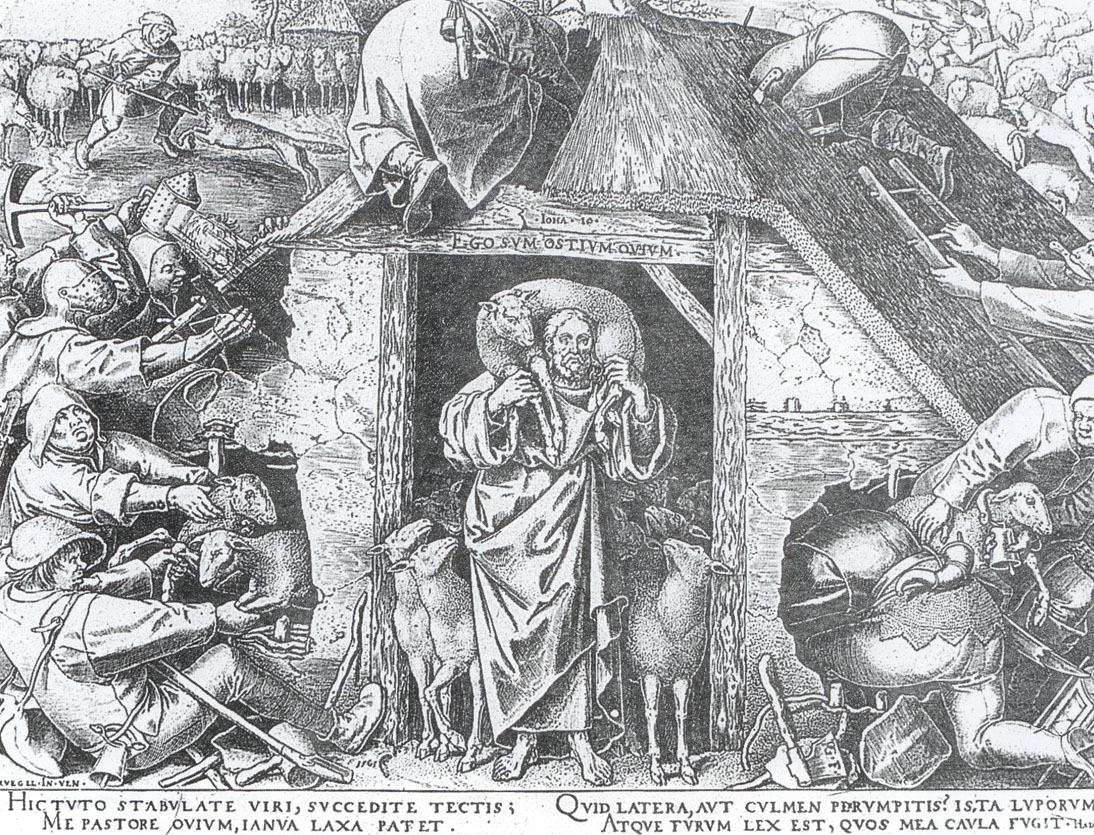 IOHA · 10 ·
EGO SVM OSTIVM OVIVM.
1565
RVEGEL · IN · VEN ·
HIC TVTO STABVLATE VIRI, SVCCEDITE TECTIS;
ME PASTORE OVIVM, IANVA LAXA PATET.
QVID LATERA, AVT CVLMEN PERRVMPITIS? ISTA LVPORVM
ATQVE FVRVM LEX EST, QVOS MEA CAVLA FVGIT.